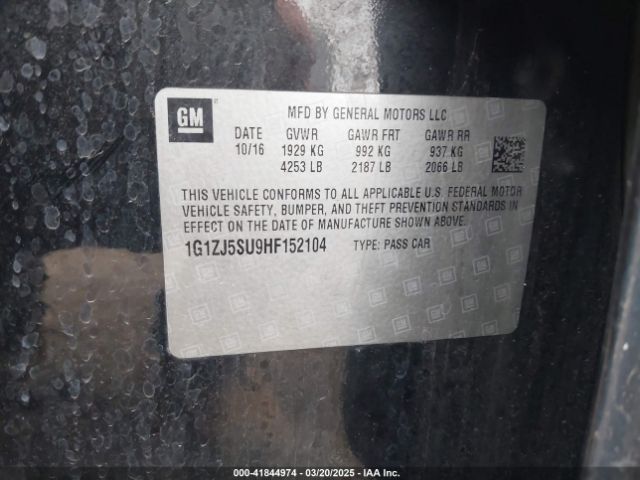 GM
MFD BY GENERAL MOTORS LLC
DATE GVWR GAWR FRT GAWR RR
10/16 1929 KG 992 KG 937 KG
4253 LB 2187 LB 2066 LB
THIS VEHICLE CONFORMS TO ALL APPLICABLE U.S. FEDERAL MOTOR
VEHICLE SAFETY, BUMPER, AND THEFT PREVENTION STANDARDS IN
EFFECT ON THE DATE OF MANUFACTURE SHOWN ABOVE.
1G1ZJ5SU9HF152104 TYPE: PASS CAR
000-41844974 | 03/20/2025 | IAA Inc.